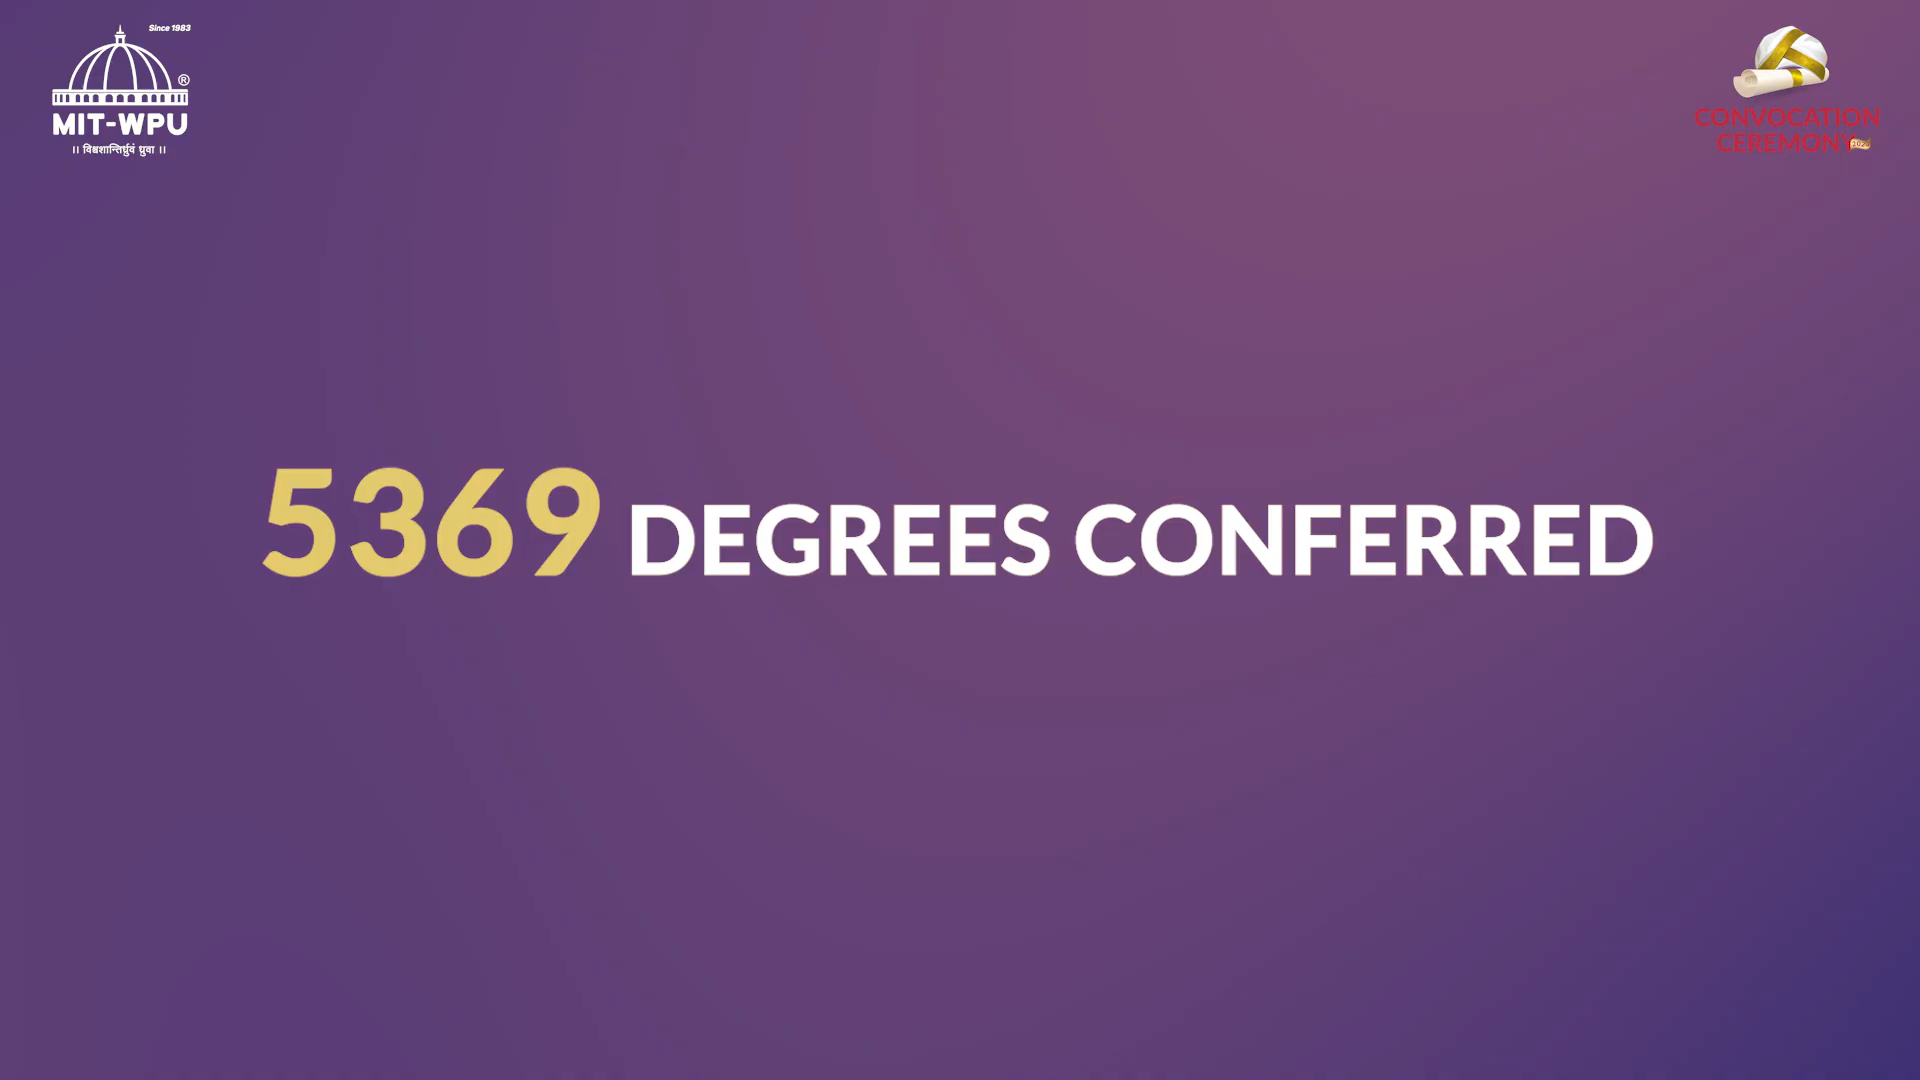 Since 1983
®
MIT-WPU
।। विश्वशान्तिर्ध्रुवं ध्रुवा ।।
CONVOCATION
CEREMONY
5369 DEGREES CONFERRED